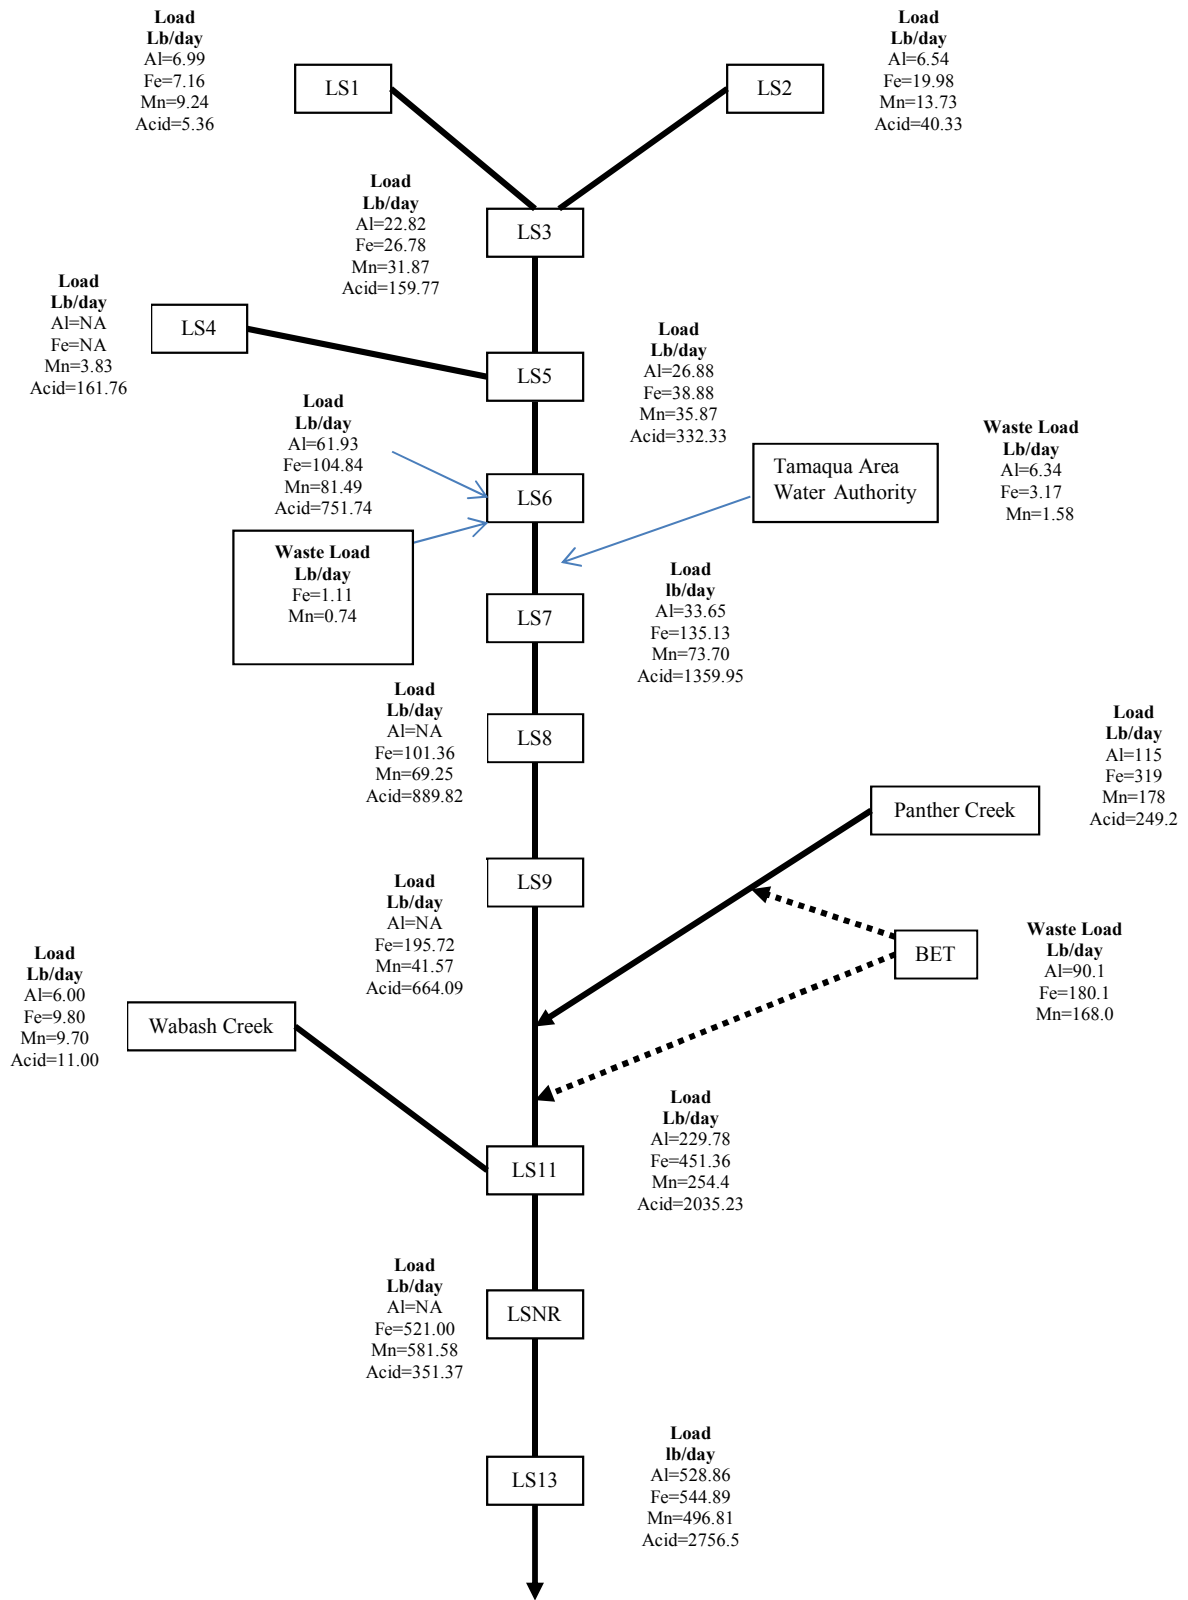 Load
Lb/day
Al=6.99
Fe=7.16
Mn=9.24
Acid=5.36
LS1
LS2
Load
Lb/day
Al=6.54
Fe=19.98
Mn=13.73
Acid=40.33
Load
Lb/day
Al=22.82
Fe=26.78
Mn=31.87
Acid=159.77
LS3
Load
Lb/day
Al=NA
Fe=NA
Mn=3.83
Acid=161.76
LS4
LS5
Load
Lb/day
Al=26.88
Fe=38.88
Mn=35.87
Acid=332.33
Load
Lb/day
Al=61.93
Fe=104.84
Mn=81.49
Acid=751.74
LS6
Tamaqua Area
Water Authority
Waste Load
Lb/day
Al=6.34
Fe=3.17
Mn=1.58
Waste Load
Lb/day
Fe=1.11
Mn=0.74
LS7
Load
lb/day
Al=33.65
Fe=135.13
Mn=73.70
Acid=1359.95
Load
Lb/day
Al=NA
Fe=101.36
Mn=69.25
Acid=889.82
LS8
Panther Creek
Load
Lb/day
Al=115
Fe=319
Mn=178
Acid=249.2
Load
Lb/day
Al=NA
Fe=195.72
Mn=41.57
Acid=664.09
LS9
BET
Waste Load
Lb/day
Al=90.1
Fe=180.1
Mn=168.0
Load
Lb/day
Al=6.00
Fe=9.80
Mn=9.70
Acid=11.00
Wabash Creek
LS11
Load
Lb/day
Al=229.78
Fe=451.36
Mn=254.4
Acid=2035.23
Load
Lb/day
Al=NA
Fe=521.00
Mn=581.58
Acid=351.37
LSNR
LS13
Load
lb/day
Al=528.86
Fe=544.89
Mn=496.81
Acid=2756.5